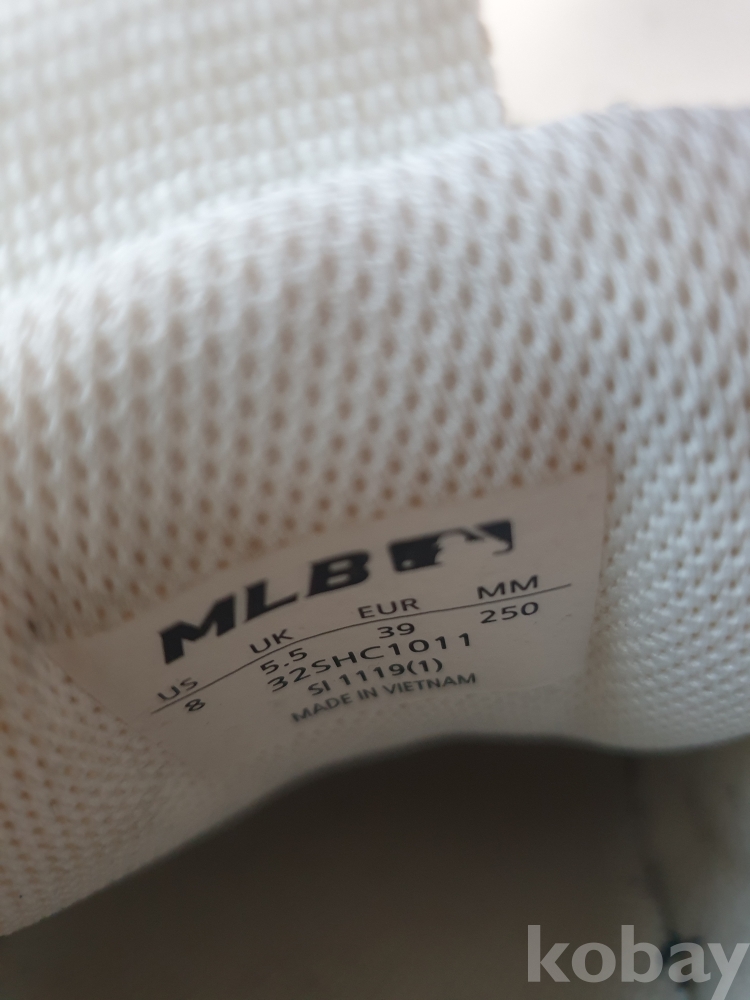 MLB
US UK EUR MM
8 5.5 39 250
32SHC1011
SI 1119(1)
MADE IN VIETNAM
kobay